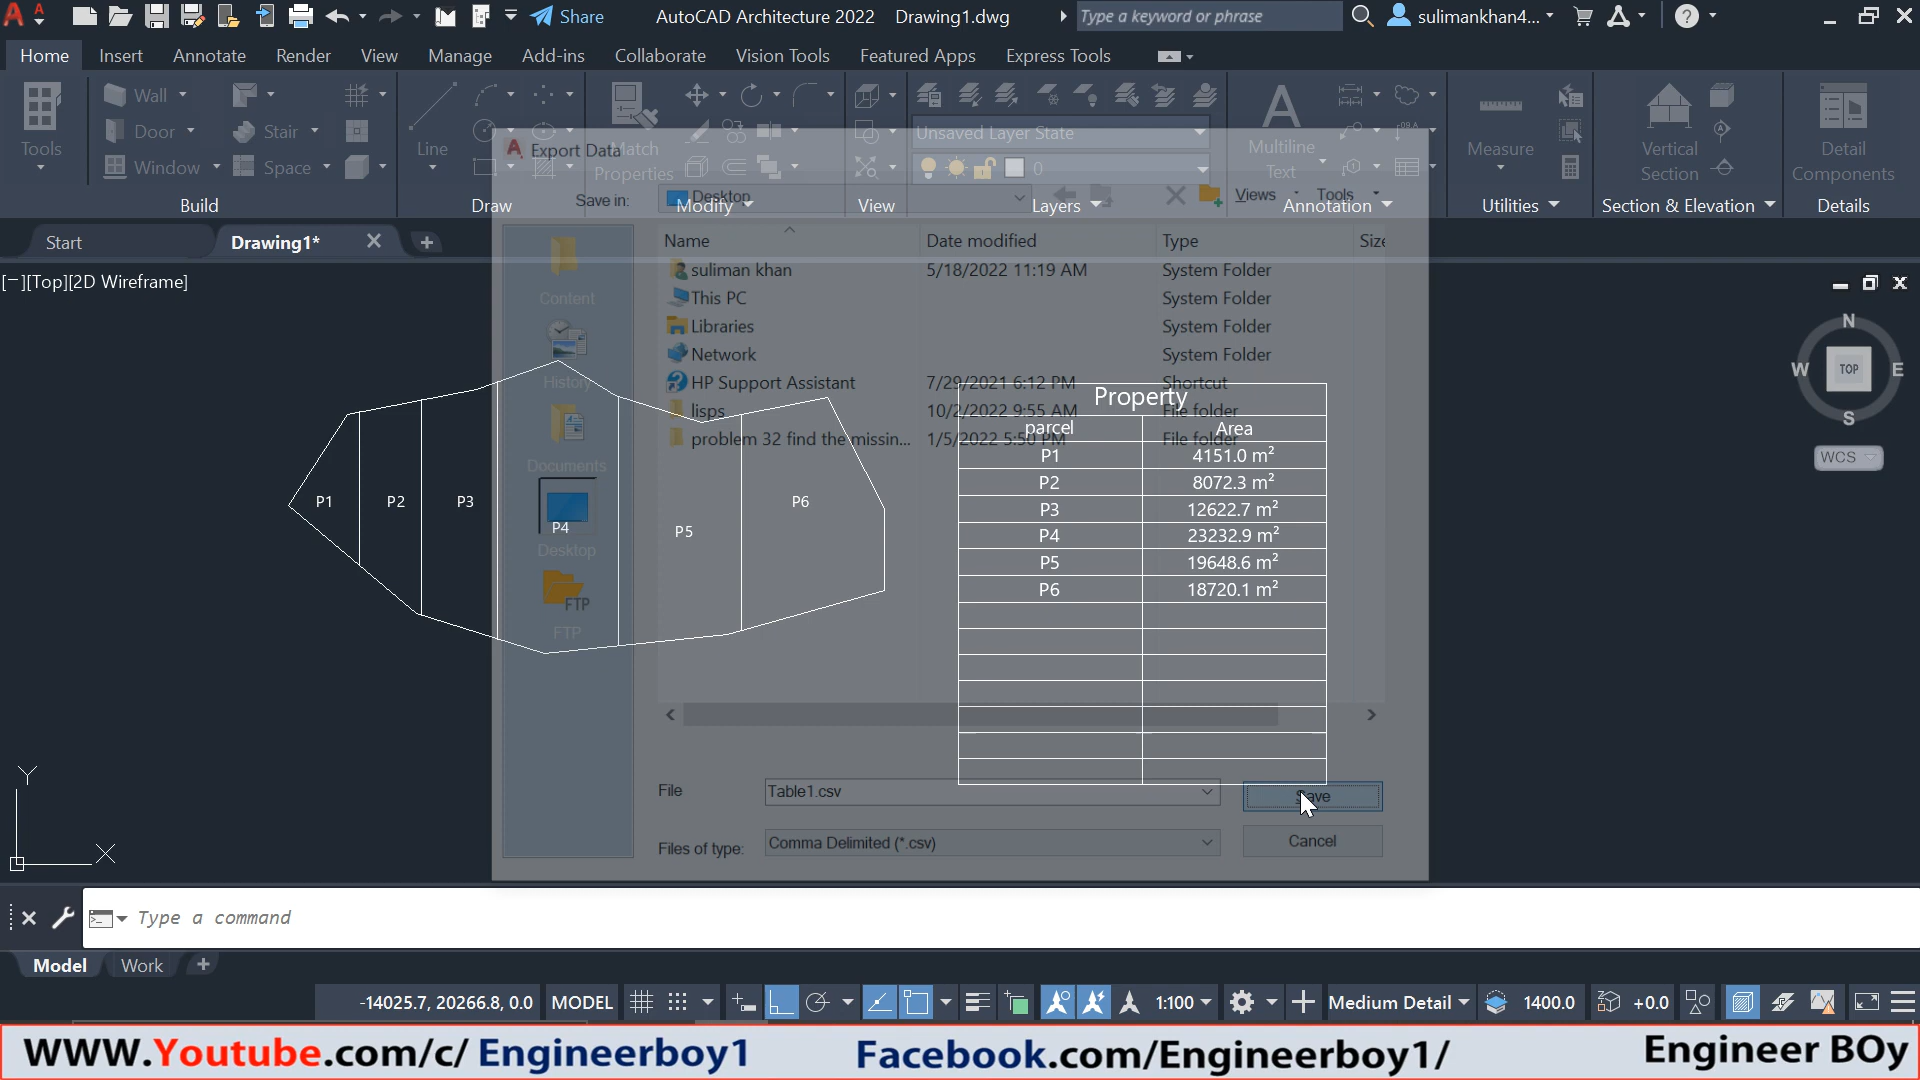 Share AutoCAD Architecture 2022 Drawing1.dwg Type a keyword or phrase sulimankhan4...
Home Insert Annotate Render View Manage Add-ins Collaborate Vision Tools Featured Apps Express Tools
Wall
Door Stair
Window Space
Tools
Line
Match
Properties
Unsaved Layer State
0
Multiline
Text
Measure
Vertical
Section
Detail
Components
Build Draw Modify View Layers Annotation Utilities Section & Elevation Details
Start Drawing1*
[−][Top][2D Wireframe]
Export Data
Save in: Desktop Views Tools
Name Date modified Type Size
suliman khan 5/18/2022 11:19 AM System Folder
This PC System Folder
Libraries System Folder
Network System Folder
HP Support Assistant 7/29/2021 6:12 PM Shortcut
lisps 10/2/2022 9:55 AM File folder
problem 32 find the missin... 1/5/2022 5:50 PM File folder
Content
History
Documents
Desktop
FTP
FTP
File Table1.csv Save
Files of type: Comma Delimited (*.csv) Cancel
P1 P2 P3 P4 P5 P6
Property
parcel Area
P1 4151.0 m²
P2 8072.3 m²
P3 12622.7 m²
P4 23232.9 m²
P5 19648.6 m²
P6 18720.1 m²
N
W TOP E
S
WCS
Y
X
Type a command
Model Work
-14025.7, 20266.8, 0.0 MODEL 1:100 Medium Detail 1400.0 +0.0
WWW.Youtube.com/c/ Engineerboy1 Facebook.com/Engineerboy1/ Engineer BOy